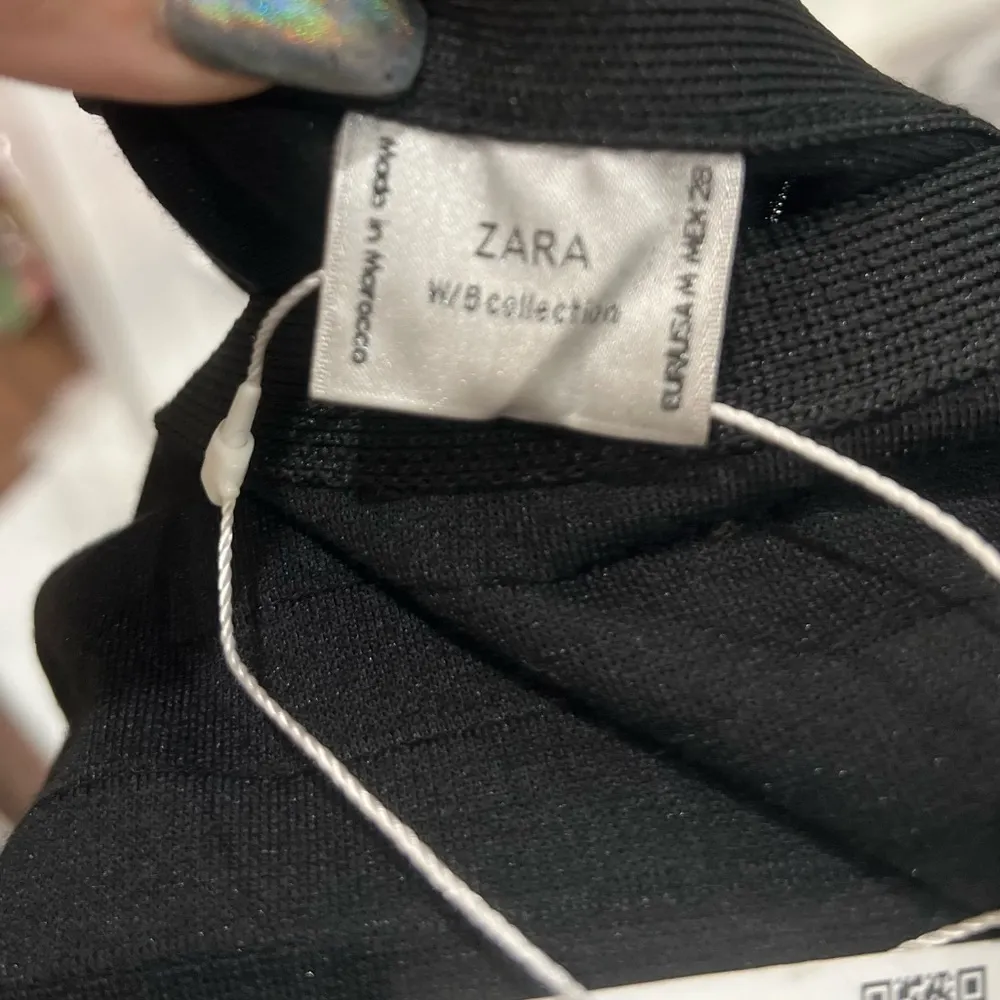 Made in Morocco
ZARA
W/B collection
EUR/USA M MEX 28